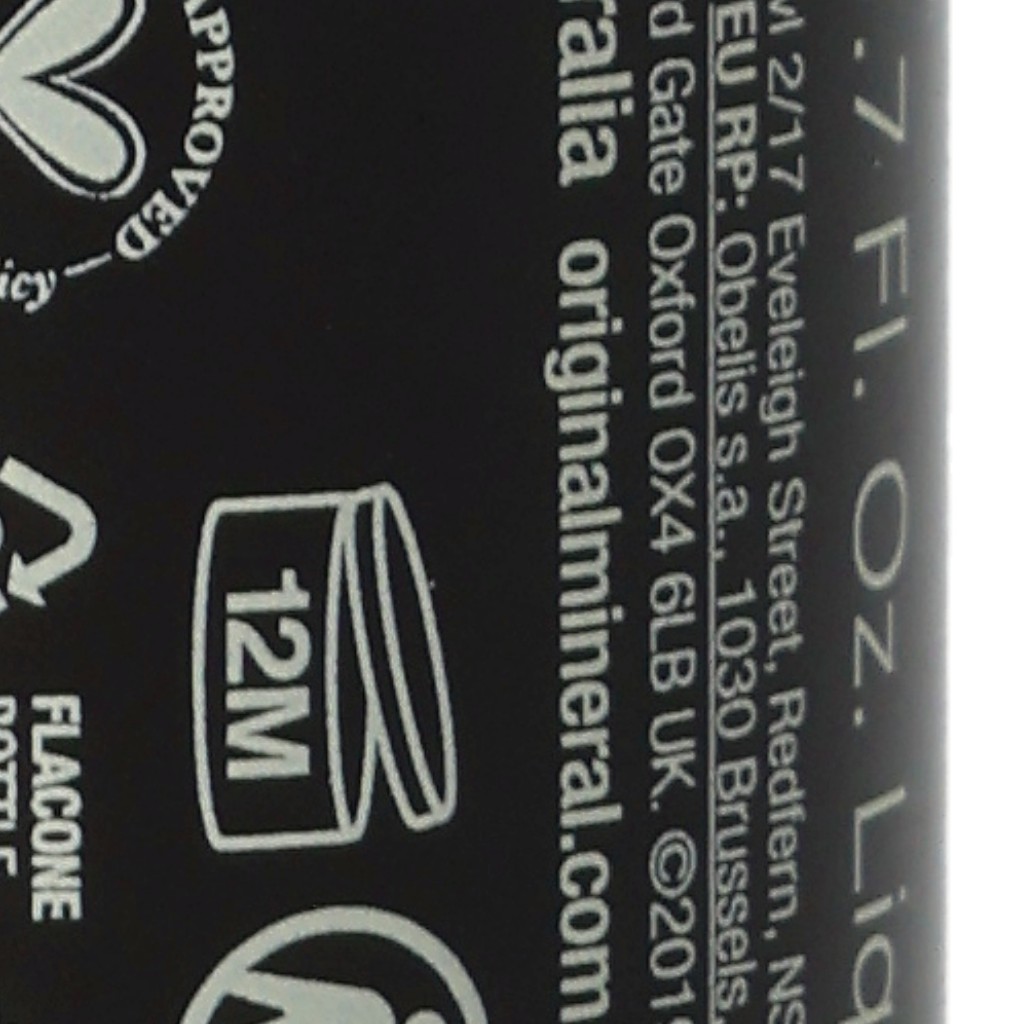 .7 Fl. Oz. Liq
2/17 Eveleigh Street, Redfern, NS
EU RP: Obelis s.a., 1030 Brussels,
d Gate Oxford OX4 6LB UK. ©201
ralia originalmineral.com
12M
APPROVED
icy
FLACONE